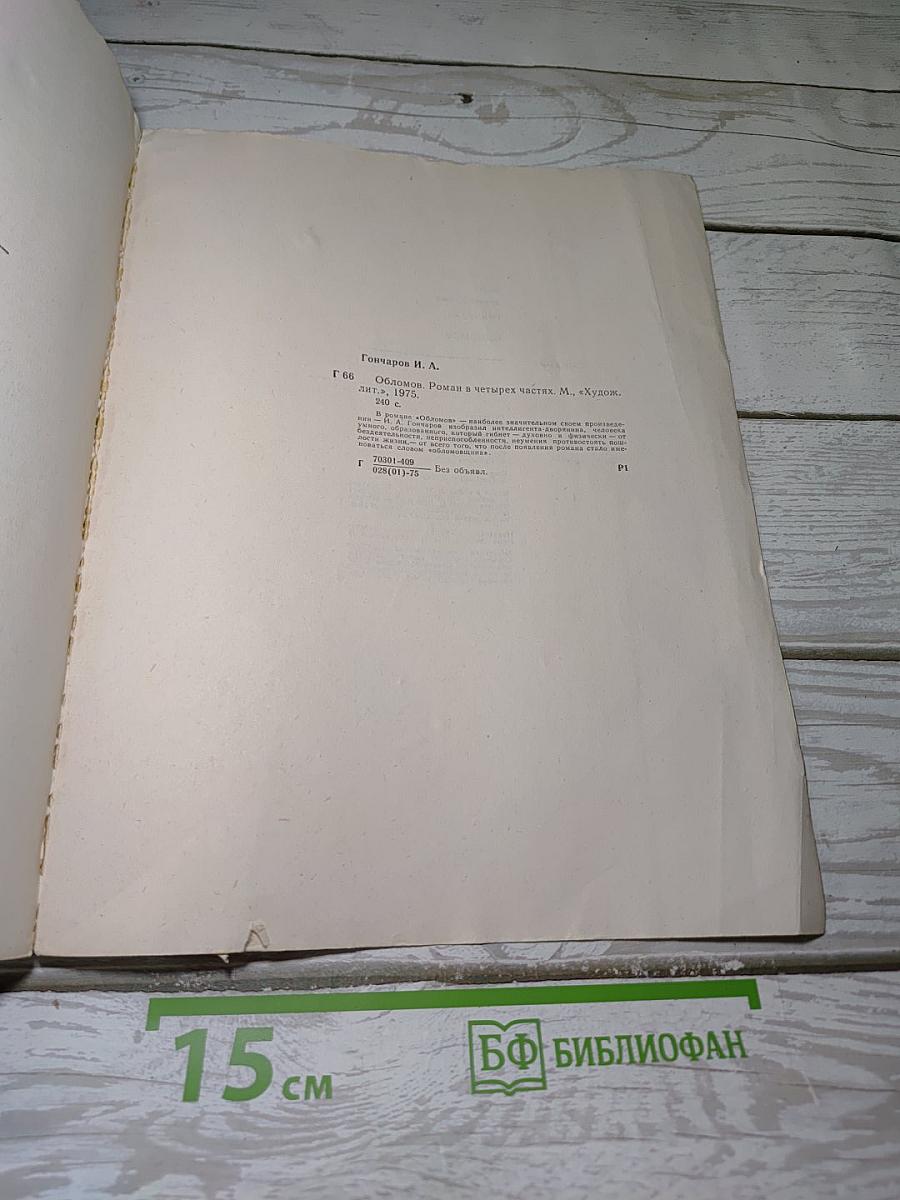 Гончаров И. А.
Г 66 Обломов. Роман в четырех частях. М., «Худож.
лит.», 1975.
240 с.
В романе «Обломов» — наиболее значительном своем произведе-
нии — И. А. Гончаров изобразил интеллигента-дворянина, человека
умного, образованного, который гибнет — духовно и физически — от
бездеятельности, неприспособленности, неумения противостоять пош-
лости жизни,— от всего того, что после появления романа стало име-
новаться словом «обломовщина».
Г 70301-409
028(01)-75 Без объявл. Р1
15 см
БФ БИБЛИОФАН